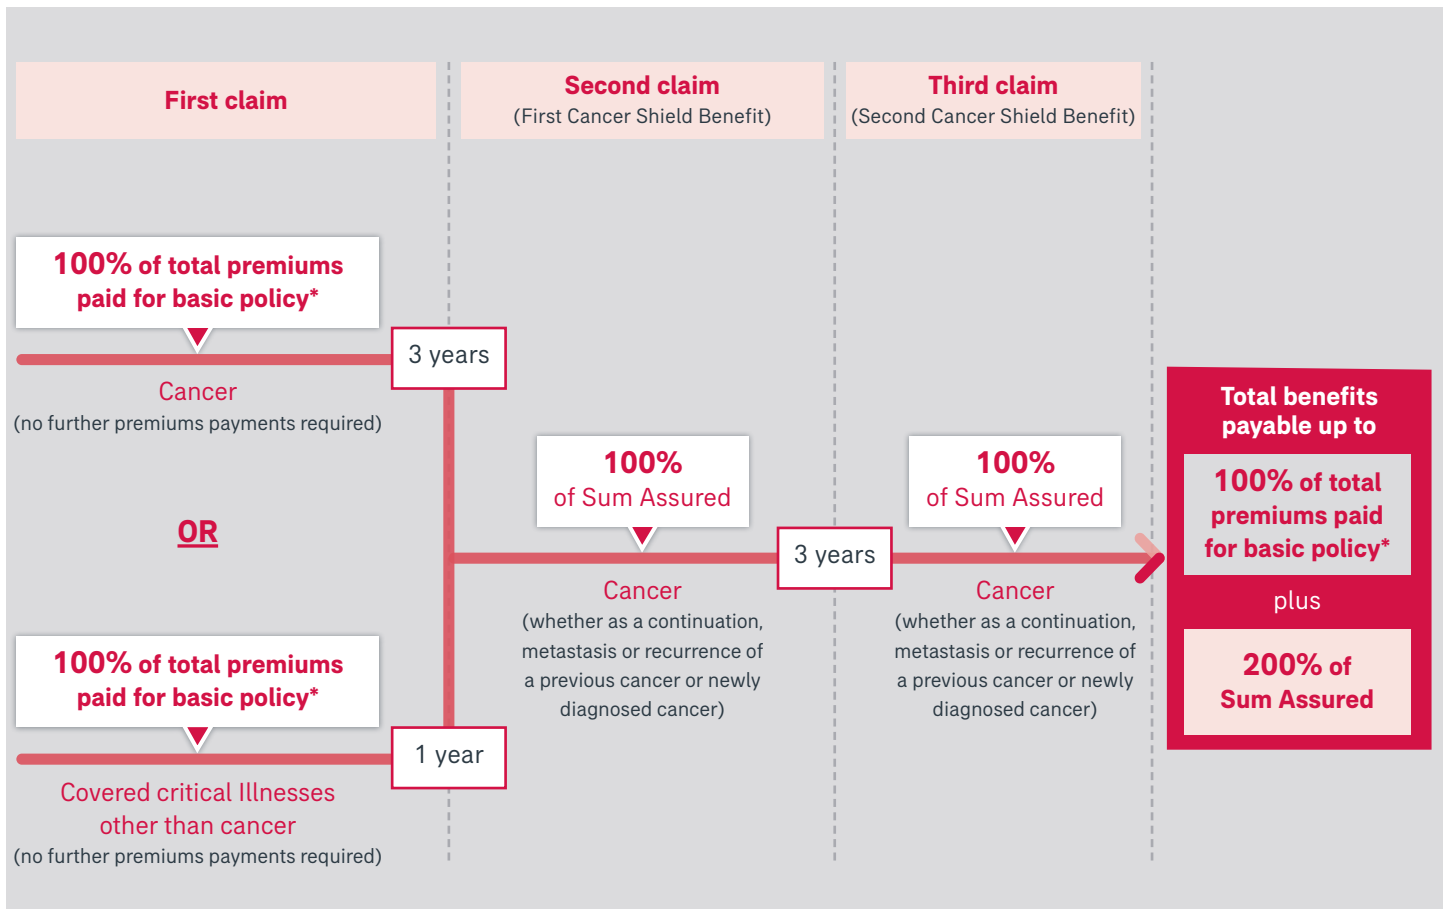 First claim
Second claim
(First Cancer Shield Benefit)
Third claim
(Second Cancer Shield Benefit)
100% of total premiums
paid for basic policy*
3 years
Cancer
(no further premiums payments required)
OR
100% of total premiums
paid for basic policy*
1 year
Covered critical Illnesses
other than cancer
(no further premiums payments required)
100%
of Sum Assured
Cancer
(whether as a continuation,
metastasis or recurrence of
a previous cancer or newly
diagnosed cancer)
3 years
100%
of Sum Assured
Cancer
(whether as a continuation,
metastasis or recurrence of
a previous cancer or newly
diagnosed cancer)
Total benefits
payable up to
100% of total
premiums paid
for basic policy*
plus
200% of
Sum Assured